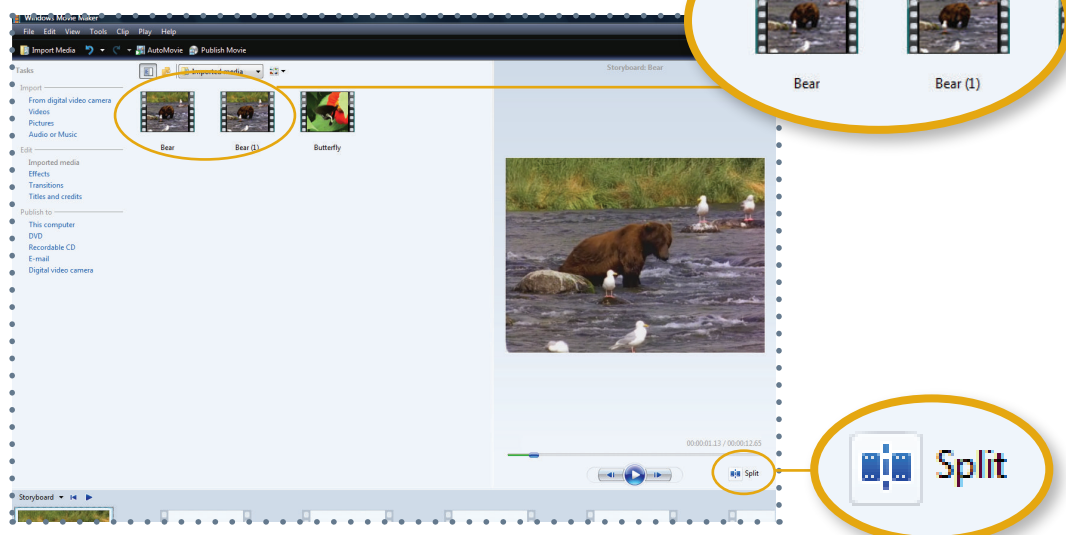 Windows Movie Maker
File Edit View Tools Clip Play Help
Import Media AutoMovie Publish Movie
Tasks
Imported media
Storyboard: Bear
Import
From digital video camera
Videos
Pictures
Audio or Music
Edit
Imported media
Effects
Transitions
Titles and credits
Publish to
This computer
DVD
Recordable CD
E-mail
Digital video camera
Bear Bear (1) Butterfly
Bear Bear (1)
00:00:01.13 / 00:00:12.65
Split
Split
Storyboard